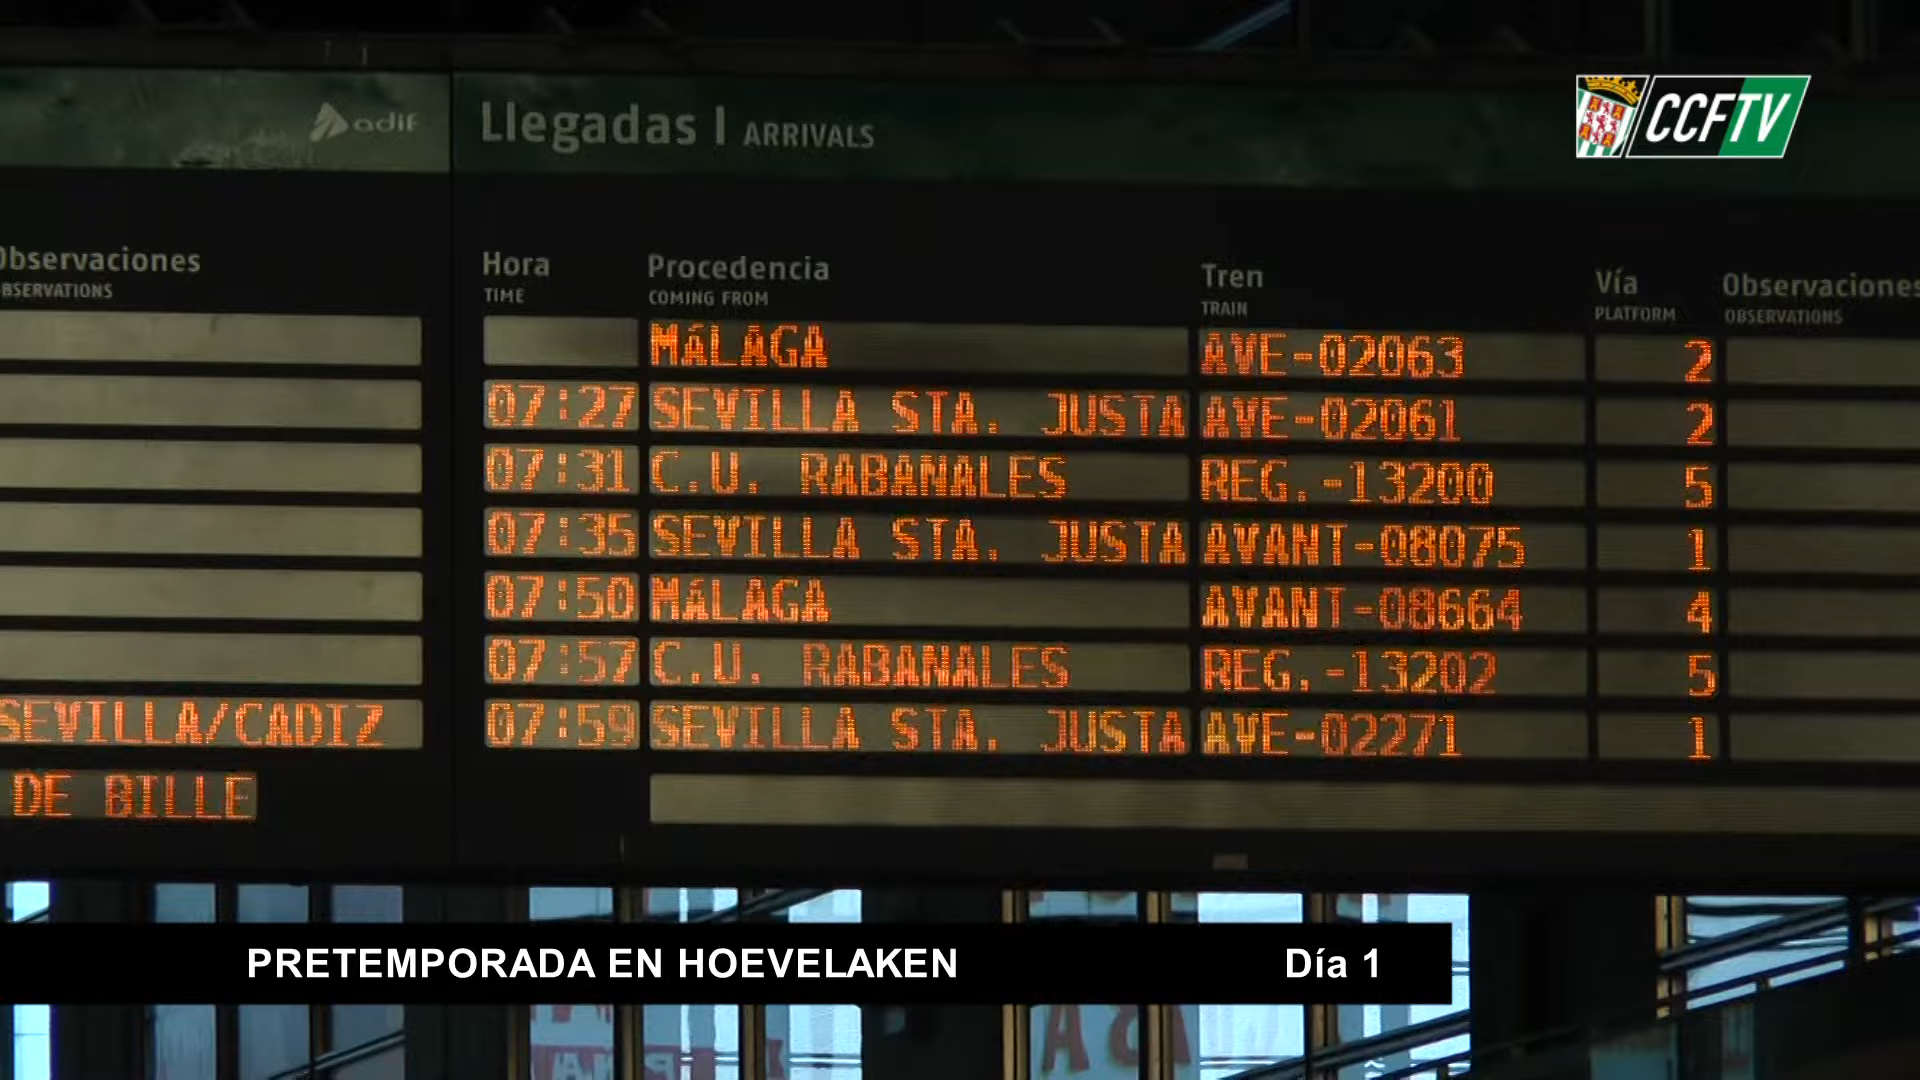 adif
Llegadas | ARRIVALS
CCFTV
Observaciones
OBSERVATIONS
Hora
TIME
Procedencia
COMING FROM
Tren
TRAIN
Vía
PLATFORM
Observaciones
OBSERVATIONS
MÁLAGA AVE-02063 2
07:27 SEVILLA STA. JUSTA AVE-02061 2
07:31 C.U. RABANALES REG.-13200 5
07:35 SEVILLA STA. JUSTA AVANT-08075 1
07:50 MÁLAGA AVANT-08664 4
07:57 C.U. RABANALES REG.-13202 5
SEVILLA/CADIZ 07:59 SEVILLA STA. JUSTA AVE-02271 1
DE BILLE
PRETEMPORADA EN HOEVELAKEN Día 1